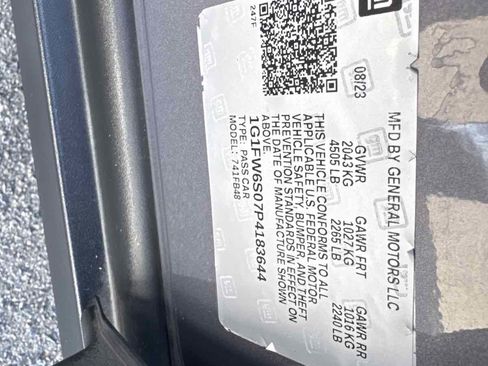 MFD BY GENERAL MOTORS LLC
08/23
GVWR
2043 KG
4505 LB
GAWR FRT
1027 KG
2265 LB
GAWR RR
1016 KG
2240 LB
THIS VEHICLE CONFORMS TO ALL
APPLICABLE U.S. FEDERAL MOTOR
VEHICLE SAFETY, BUMPER, AND THEFT
PREVENTION STANDARDS IN EFFECT ON
THE DATE OF MANUFACTURE SHOWN
1G1FW6S07P4183644
TYPE: PASS CAR
MODEL: 741FB48
247F
gm